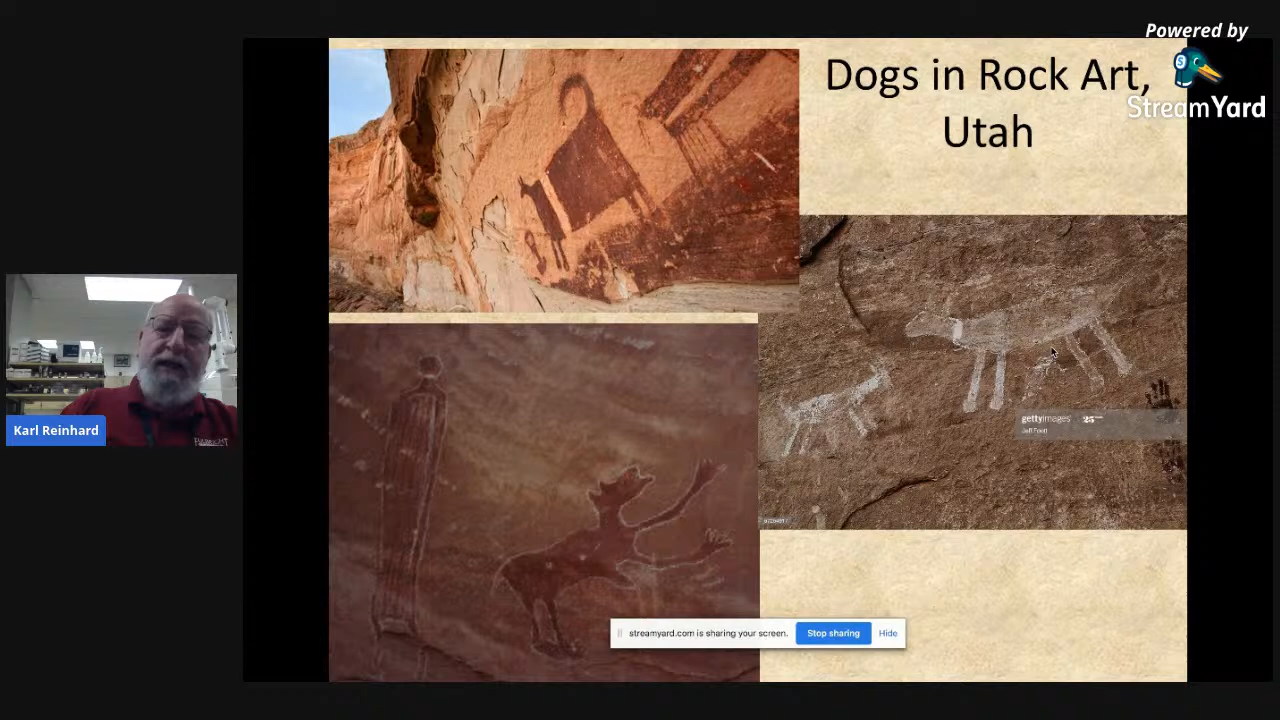 Powered by
StreamYard
Dogs in Rock Art,
Utah
gettyimages
Karl Reinhard
streamyard.com is sharing your screen.
Stop sharing
Hide